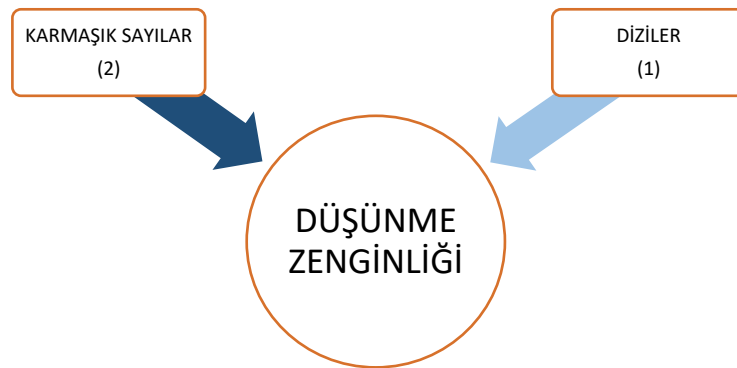 KARMAŞIK SAYILAR
(2)
DİZİLER
(1)
DÜŞÜNME
ZENGİNLİĞİ